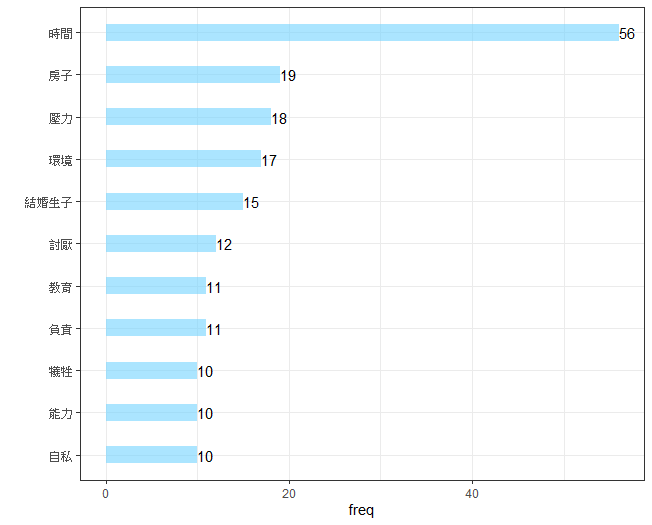 時間 56
房子 19
壓力 18
環境 17
結婚生子 15
討厭 12
教育 11
負責 11
犧牲 10
能力 10
自私 10
0 20 40
freq